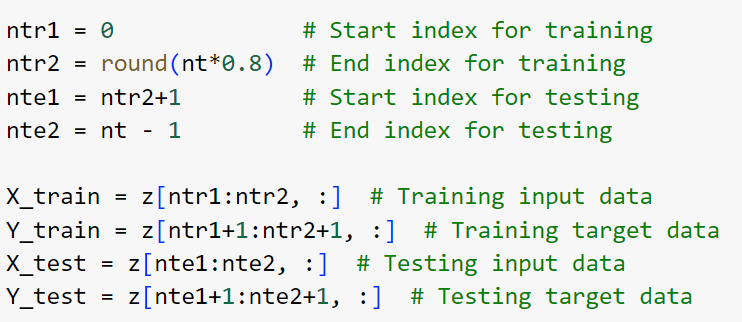 ntr1 = 0              # Start index for training
ntr2 = round(nt*0.8)  # End index for training
nte1 = ntr2+1         # Start index for testing
nte2 = nt - 1         # End index for testing

X_train = z[ntr1:ntr2, :]  # Training input data
Y_train = z[ntr1+1:ntr2+1, :]  # Training target data
X_test = z[nte1:nte2, :]  # Testing input data
Y_test = z[nte1+1:nte2+1, :]  # Testing target data